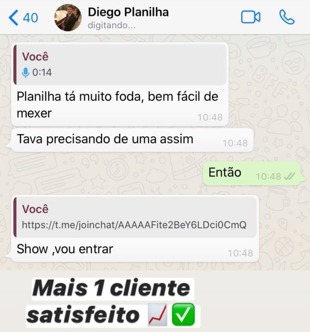 40
Diego Planilha
digitando...
Você
0:14
Planilha tá muito foda, bem fácil de
mexer
10:48
Tava precisando de uma assim
10:48
Então
10:48
Você
https://t.me/joinchat/AAAAAFite2BeY6LDci0CmQ
Show ,vou entrar
10:48
Mais 1 cliente
satisfeito 📈✅